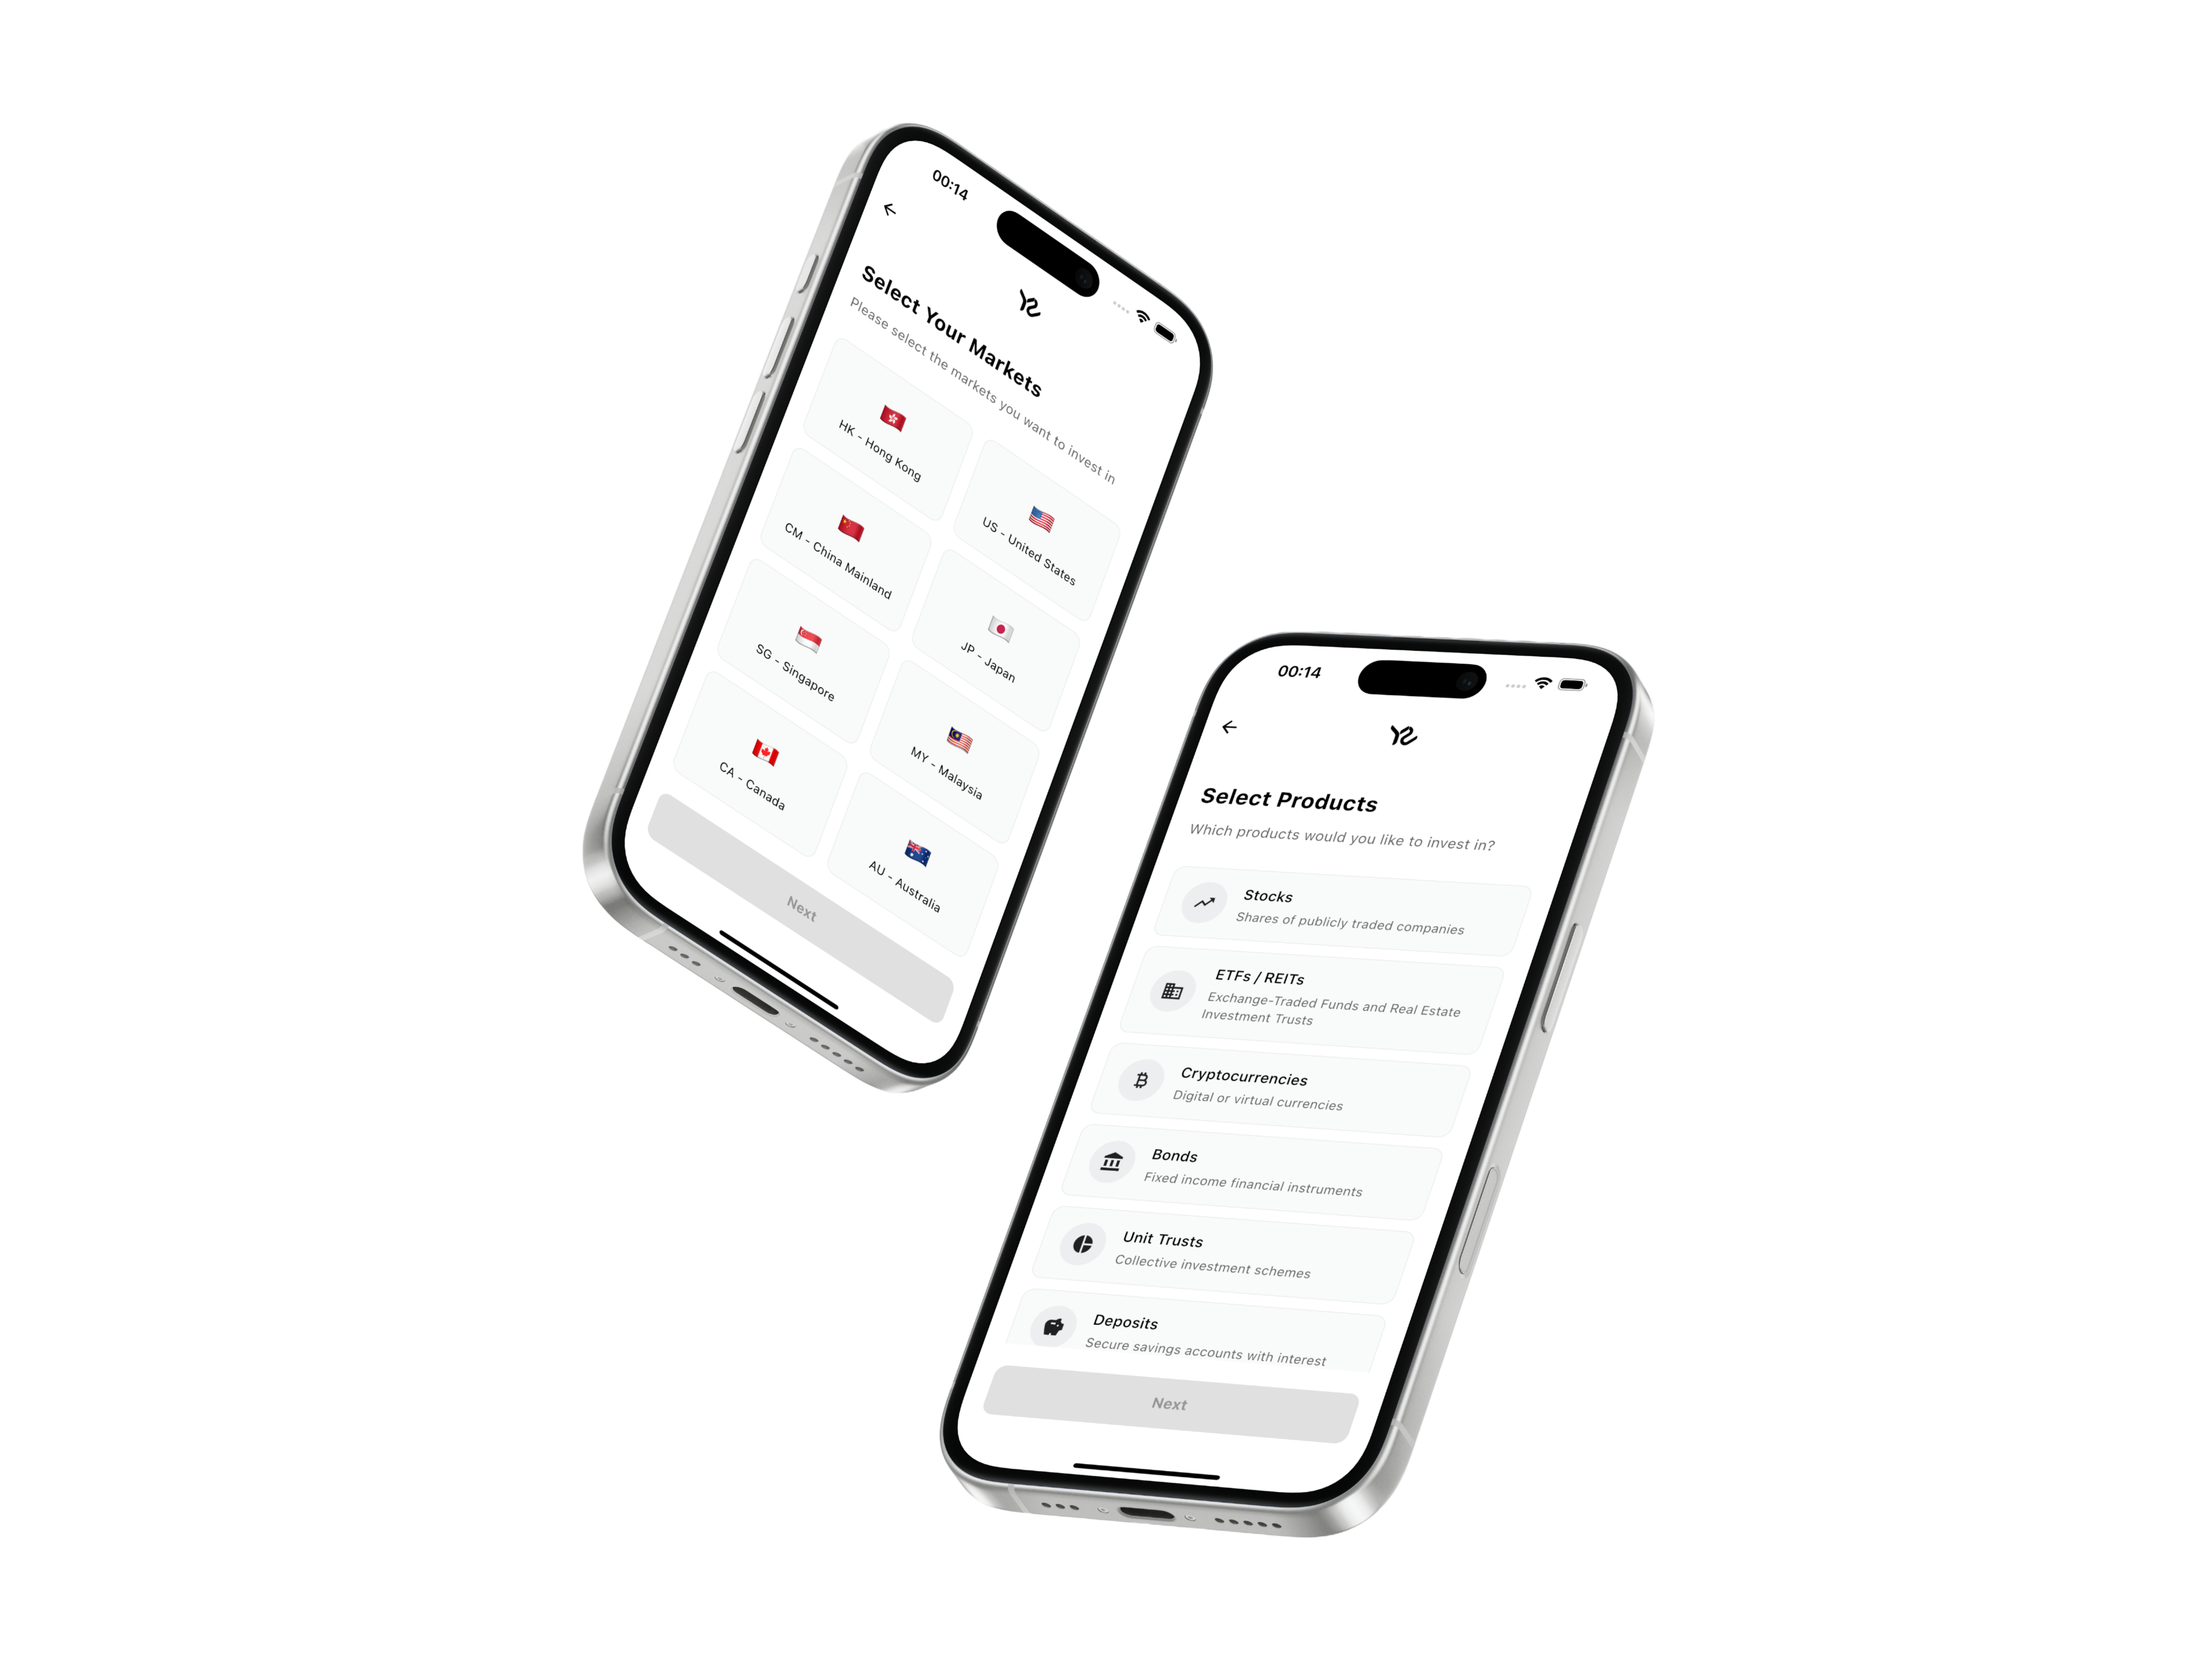 00:14
Select Your Markets
Please select the markets you want to invest in
HK - Hong Kong
US - United States
CM - China Mainland
JP - Japan
SG - Singapore
MY - Malaysia
CA - Canada
AU - Australia
Next
00:14
Select Products
Which products would you like to invest in?
Stocks
Shares of publicly traded companies
ETFs / REITs
Exchange-Traded Funds and Real Estate
Investment Trusts
Cryptocurrencies
Digital or virtual currencies
Bonds
Fixed income financial instruments
Unit Trusts
Collective investment schemes
Deposits
Secure savings accounts with interest
Next